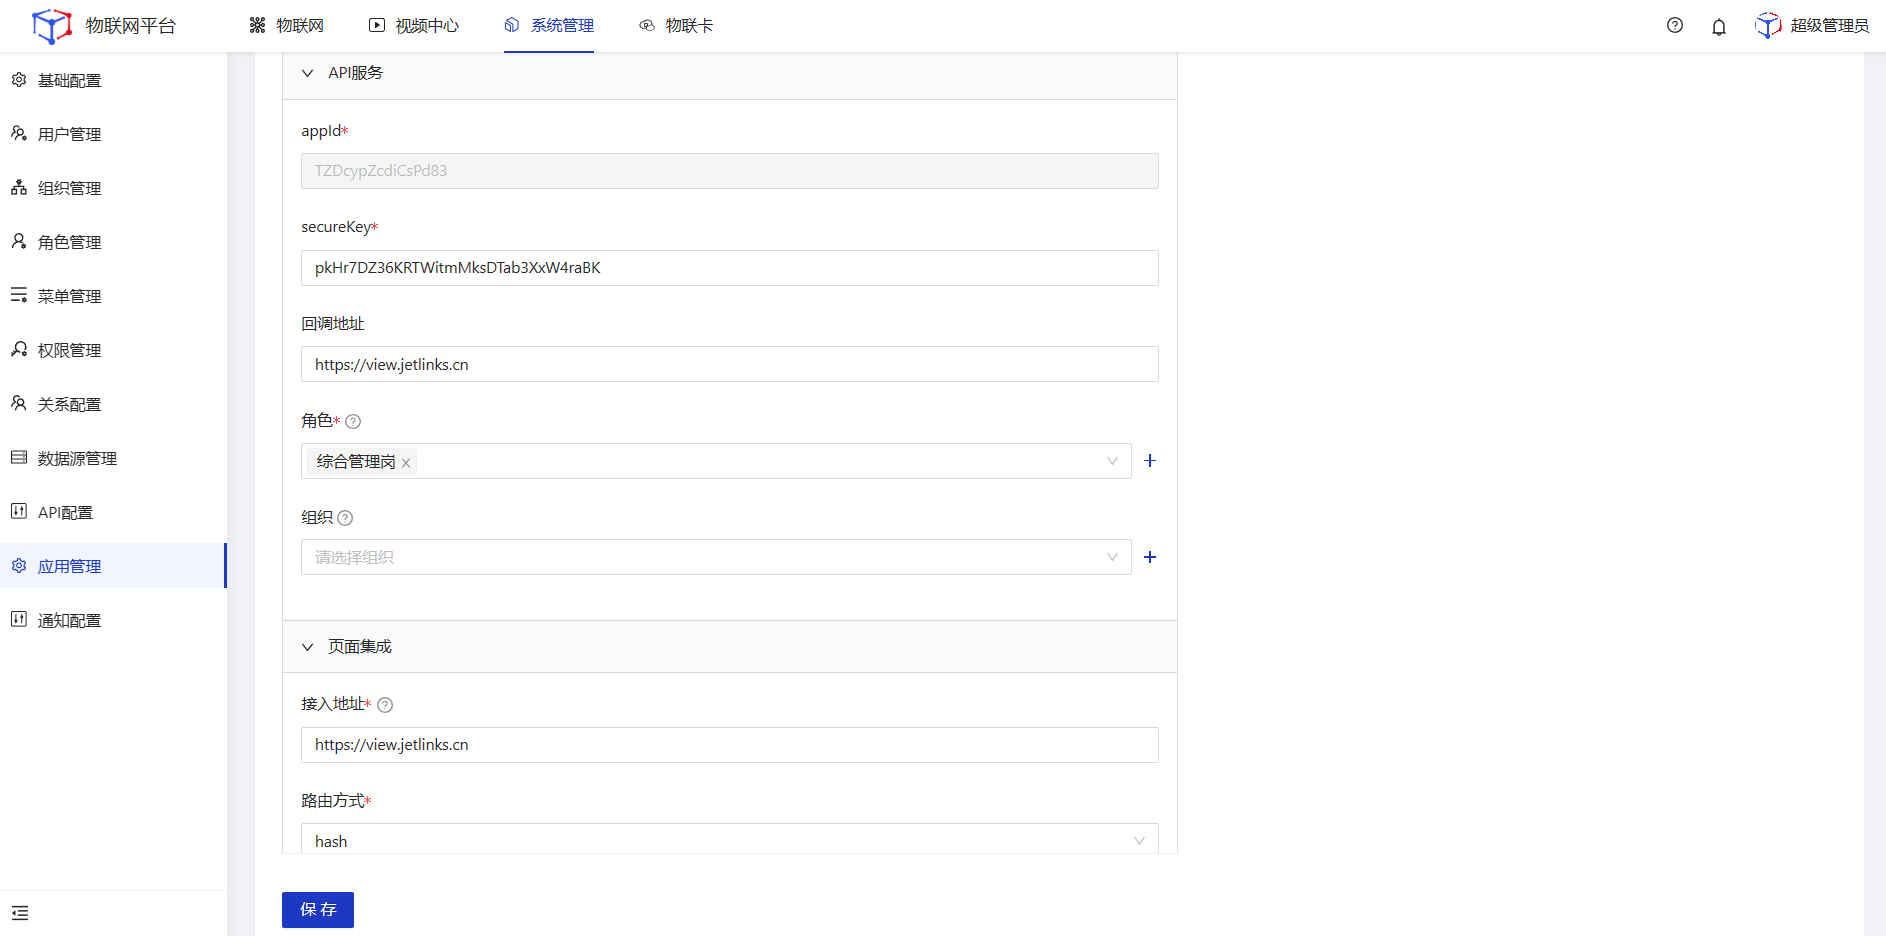 物联网平台
物联网
视频中心
系统管理
物联卡
超级管理员
基础配置
用户管理
组织管理
角色管理
菜单管理
权限管理
关系配置
数据源管理
API配置
应用管理
通知配置
API服务
appId*
TZDcypZcdiCsPd83
secureKey*
pkHr7DZ36KRTWitmMksDTab3XxW4raBK
回调地址
https://view.jetlinks.cn
角色*
综合管理岗
组织
请选择组织
页面集成
接入地址*
https://view.jetlinks.cn
路由方式*
hash
保 存